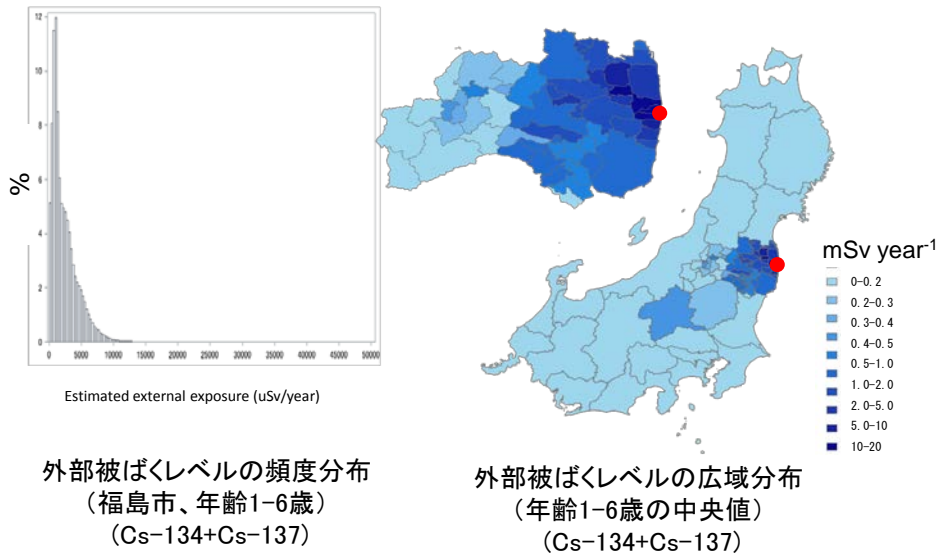 12
10
8
6
4
2
0
%
0 5000 10000 15000 20000 25000 30000 35000 40000 45000 50000
Estimated external exposure (uSv/year)
外部被ばくレベルの頻度分布
(福島市、年齢1-6歳)
(Cs-134+Cs-137)
mSv year-1
0-0.2
0.2-0.3
0.3-0.4
0.4-0.5
0.5-1.0
1.0-2.0
2.0-5.0
5.0-10
10-20
外部被ばくレベルの広域分布
(年齢1-6歳の中央値)
(Cs-134+Cs-137)